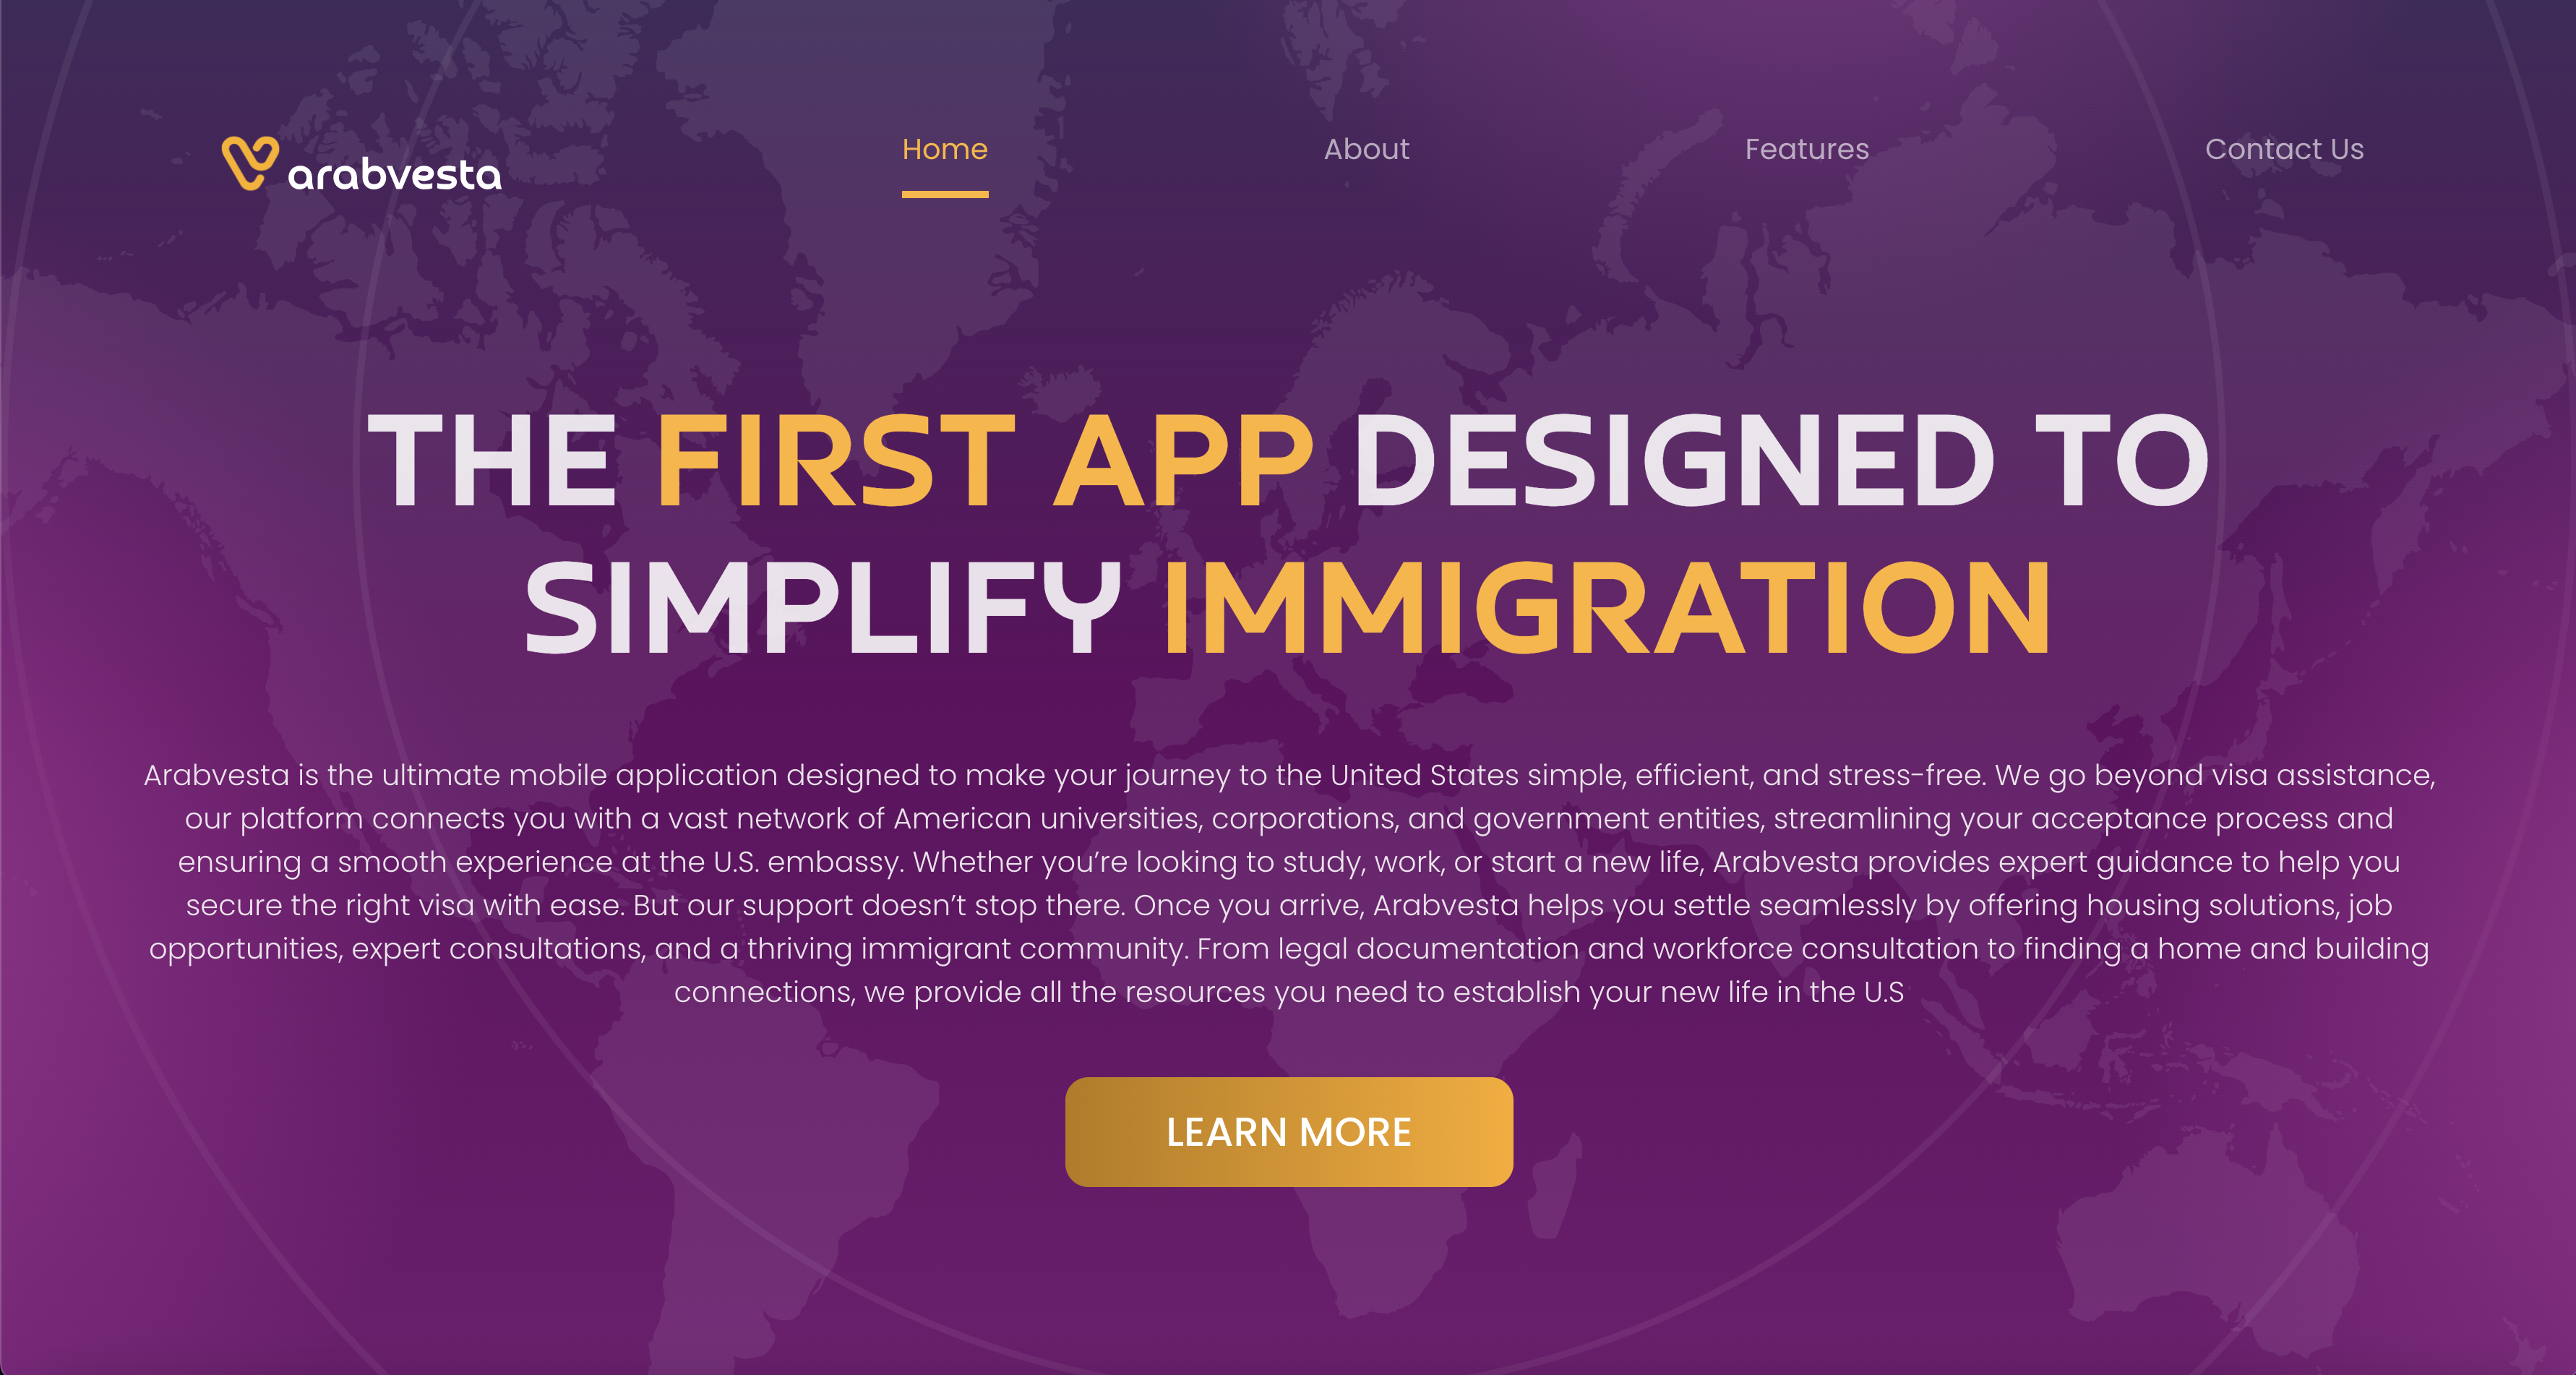 arabvesta
Home
About
Features
Contact Us
THE FIRST APP DESIGNED TO
SIMPLIFY IMMIGRATION
Arabvesta is the ultimate mobile application designed to make your journey to the United States simple, efficient, and stress-free. We go beyond visa assistance,
our platform connects you with a vast network of American universities, corporations, and government entities, streamlining your acceptance process and
ensuring a smooth experience at the U.S. embassy. Whether you’re looking to study, work, or start a new life, Arabvesta provides expert guidance to help you
secure the right visa with ease. But our support doesn’t stop there. Once you arrive, Arabvesta helps you settle seamlessly by offering housing solutions, job
opportunities, expert consultations, and a thriving immigrant community. From legal documentation and workforce consultation to finding a home and building
connections, we provide all the resources you need to establish your new life in the U.S
LEARN MORE